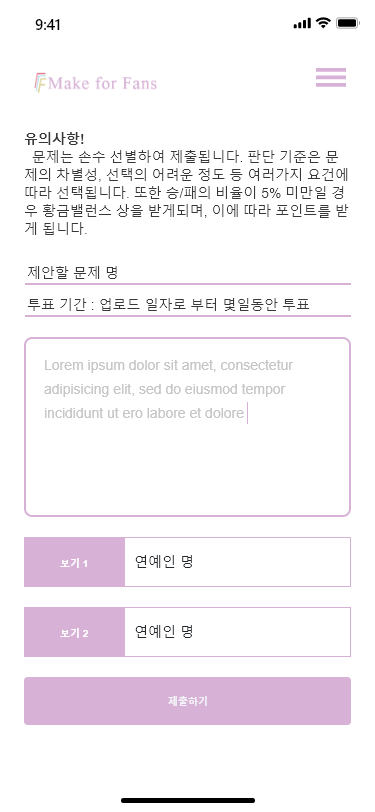 9:41
Make for Fans
유의사항!
문제는 손수 선별하여 제출됩니다. 판단 기준은 문
제의 차별성, 선택의 어려운 정도 등 여러가지 요건에
따라 선택됩니다. 또한 승/패의 비율이 5% 미만일 경
우 황금밸런스 상을 받게되며, 이에 따라 포인트를 받
게 됩니다.
제안할 문제 명
투표 기간 : 업로드 일자로 부터 몇일동안 투표
Lorem ipsum dolor sit amet, consectetur
adipisicing elit, sed do eiusmod tempor
incididunt ut ero labore et dolore
보기 1
연예인 명
보기 2
연예인 명
제출하기